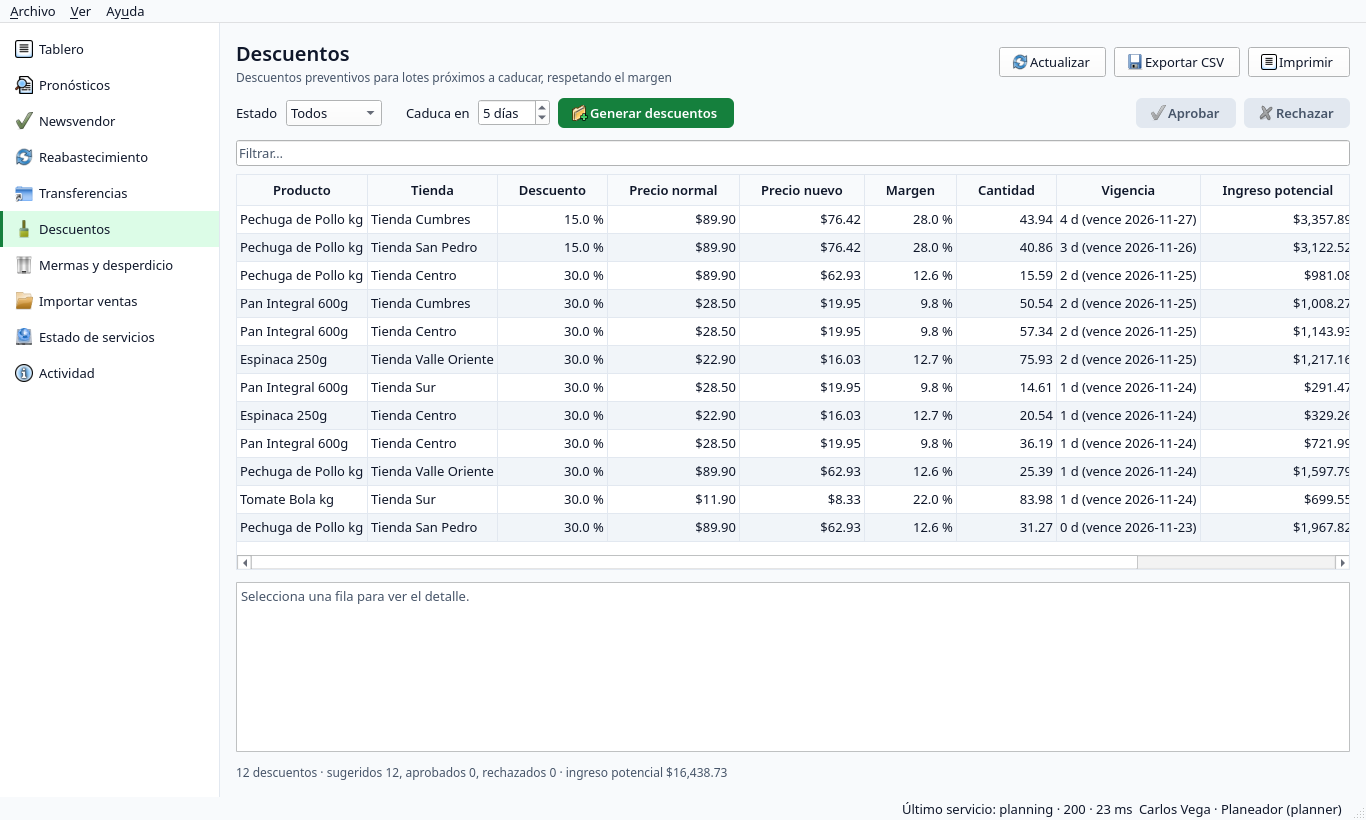 Archivo Ver Ayuda
Tablero
Pronósticos
Newsvendor
Reabastecimiento
Transferencias
Descuentos
Mermas y desperdicio
Importar ventas
Estado de servicios
Actividad
Descuentos
Descuentos preventivos para lotes próximos a caducar, respetando el margen
Actualizar Exportar CSV Imprimir
Estado Todos Caduca en 5 días Generar descuentos Aprobar Rechazar
Filtrar...
Producto Tienda Descuento Precio normal Precio nuevo Margen Cantidad Vigencia Ingreso potencial
Pechuga de Pollo kg Tienda Cumbres 15.0 % $89.90 $76.42 28.0 % 43.94 4 d (vence 2026-11-27) $3,357.89
Pechuga de Pollo kg Tienda San Pedro 15.0 % $89.90 $76.42 28.0 % 40.86 3 d (vence 2026-11-26) $3,122.52
Pechuga de Pollo kg Tienda Centro 30.0 % $89.90 $62.93 12.6 % 15.59 2 d (vence 2026-11-25) $981.08
Pan Integral 600g Tienda Cumbres 30.0 % $28.50 $19.95 9.8 % 50.54 2 d (vence 2026-11-25) $1,008.27
Pan Integral 600g Tienda Centro 30.0 % $28.50 $19.95 9.8 % 57.34 2 d (vence 2026-11-25) $1,143.93
Espinaca 250g Tienda Valle Oriente 30.0 % $22.90 $16.03 12.7 % 75.93 2 d (vence 2026-11-25) $1,217.16
Pan Integral 600g Tienda Sur 30.0 % $28.50 $19.95 9.8 % 14.61 1 d (vence 2026-11-24) $291.47
Espinaca 250g Tienda Centro 30.0 % $22.90 $16.03 12.7 % 20.54 1 d (vence 2026-11-24) $329.26
Pan Integral 600g Tienda Centro 30.0 % $28.50 $19.95 9.8 % 36.19 1 d (vence 2026-11-24) $721.99
Pechuga de Pollo kg Tienda Valle Oriente 30.0 % $89.90 $62.93 12.6 % 25.39 1 d (vence 2026-11-24) $1,597.79
Tomate Bola kg Tienda Sur 30.0 % $11.90 $8.33 22.0 % 83.98 1 d (vence 2026-11-24) $699.55
Pechuga de Pollo kg Tienda San Pedro 30.0 % $89.90 $62.93 12.6 % 31.27 0 d (vence 2026-11-23) $1,967.82
Selecciona una fila para ver el detalle.
12 descuentos · sugeridos 12, aprobados 0, rechazados 0 · ingreso potencial $16,438.73
Último servicio: planning · 200 · 23 ms Carlos Vega · Planeador (planner)